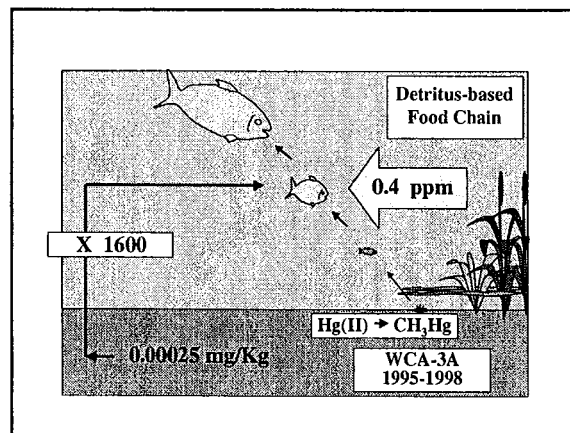 Detritus-based
Food Chain
0.4 ppm
X 1600
Hg(II) → CH₃Hg
0.00025 mg/Kg
WCA-3A
1995-1998